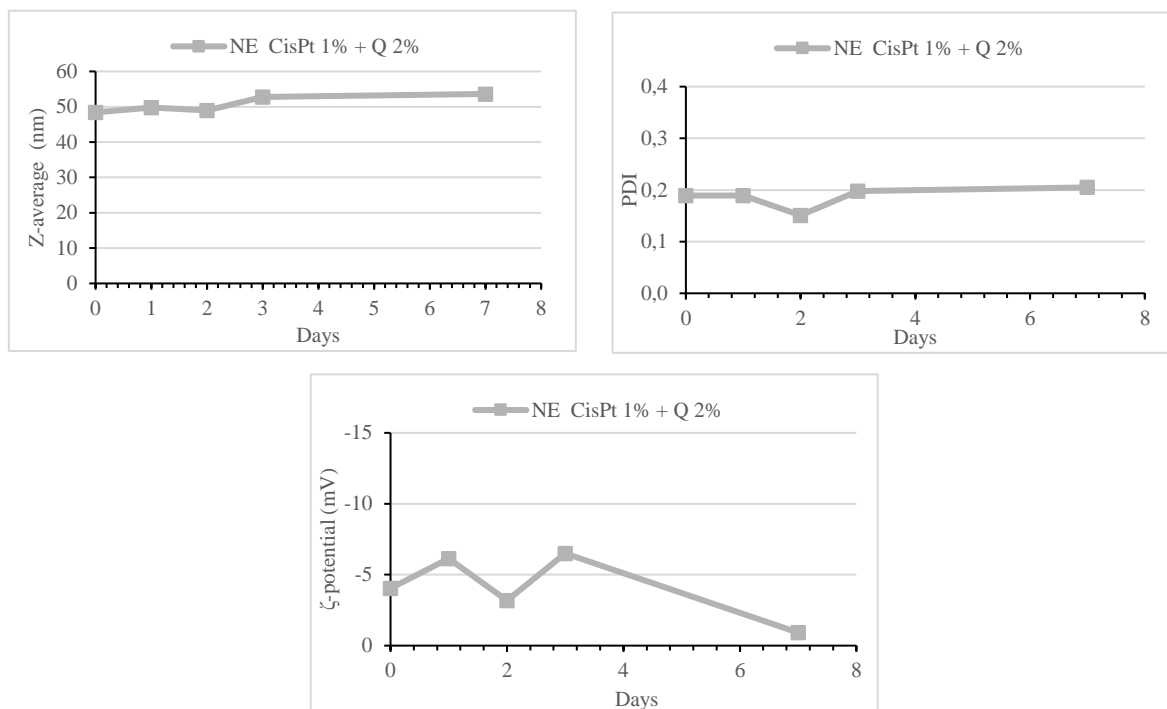 NE CisPt 1% + Q 2%
60
50
40
30
20
10
0
Z-average (nm)
0 1 2 3 4 5 6 7 8
Days
NE CisPt 1% + Q 2%
0,4
0,3
0,2
0,1
0,0
PDI
0 2 4 6 8
Days
NE CisPt 1% + Q 2%
-15
-10
-5
0
ζ-potential (mV)
0 2 4 6 8
Days